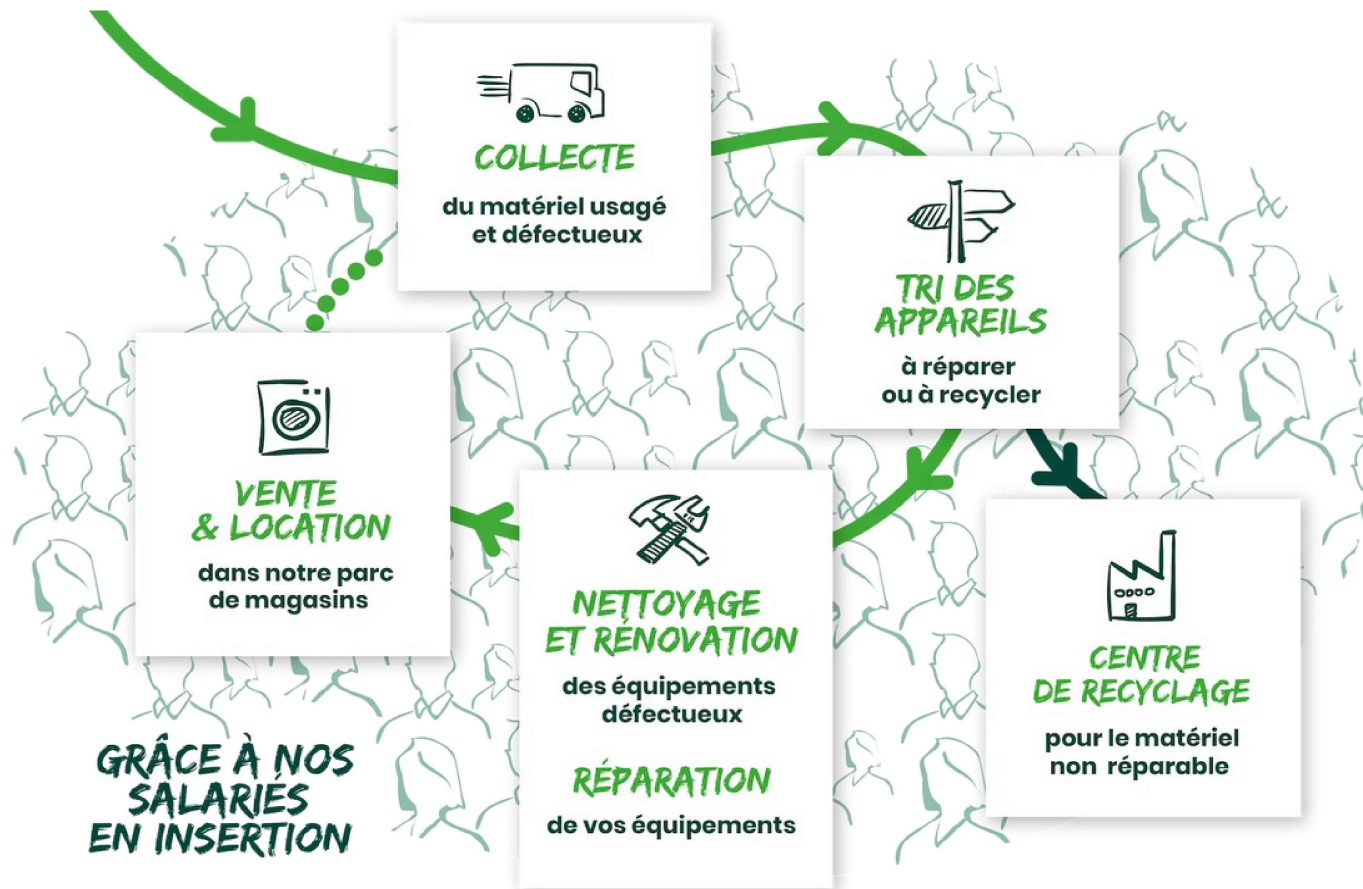 COLLECTE
du matériel usagé
et défectueux
TRI DES
APPAREILS
à réparer
ou à recycler
VENTE
& LOCATION
dans notre parc
de magasins
NETTOYAGE
ET RÉNOVATION
des équipements
défectueux
RÉPARATION
de vos équipements
CENTRE
DE RECYCLAGE
pour le matériel
non réparable
GRÂCE À NOS
SALARIÉS
EN INSERTION